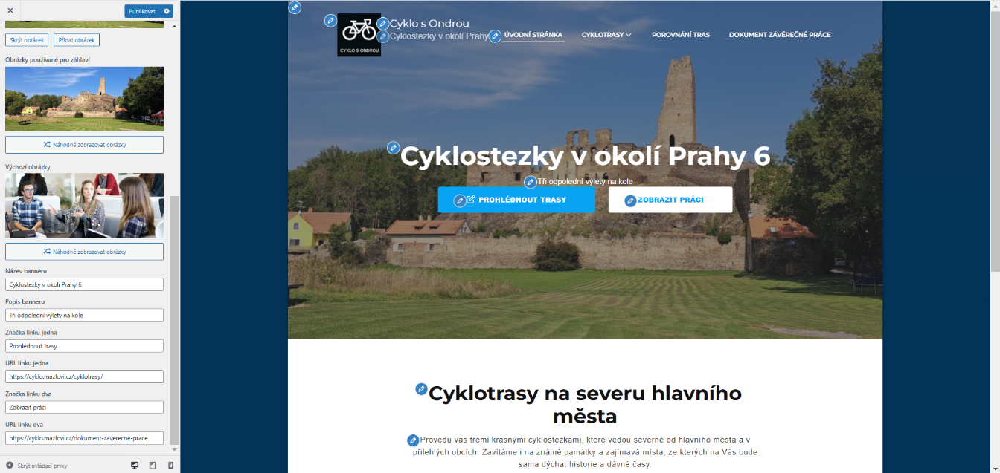 Publikovat
Skrýt obrázek
Přidat obrázek
Obrázky používané pro záhlaví
Náhodně zobrazovat obrázky
Výchozí obrázky
Náhodně zobrazovat obrázky
Název banneru
Cyklostezky v okolí Prahy 6
Popis banneru
Tři odpolední výlety na kole
Značka linku jedna
Prohlédnout trasy
URL linku jedna
https://cyklo.mazlovi.cz/cyklotrasy/
Značka linku dva
Zobrazit práci
URL linku dva
https://cyklo.mazlovi.cz/dokument-zaverecne-prace
Skrýt ovládací prvky
CYKLO S ONDROU
Cyklo s Ondrou
Cyklostezky v okolí Prahy
ÚVODNÍ STRÁNKA
CYKLOTRASY
POROVNÁNÍ TRAS
DOKUMENT ZÁVĚREČNÉ PRÁCE
Cyklostezky v okolí Prahy 6
Tři odpolední výlety na kole
PROHLÉDNOUT TRASY
ZOBRAZIT PRÁCI
Cyklotrasy na severu hlavního
města
Provedu vás třemi krásnými cyklostezkami, které vedou severně od hlavního města a v
přilehlých obcích. Zavítáme i na známé památky a zajímavá místa, ze kterých na Vás bude
sama dýchat historie a dávné časy.